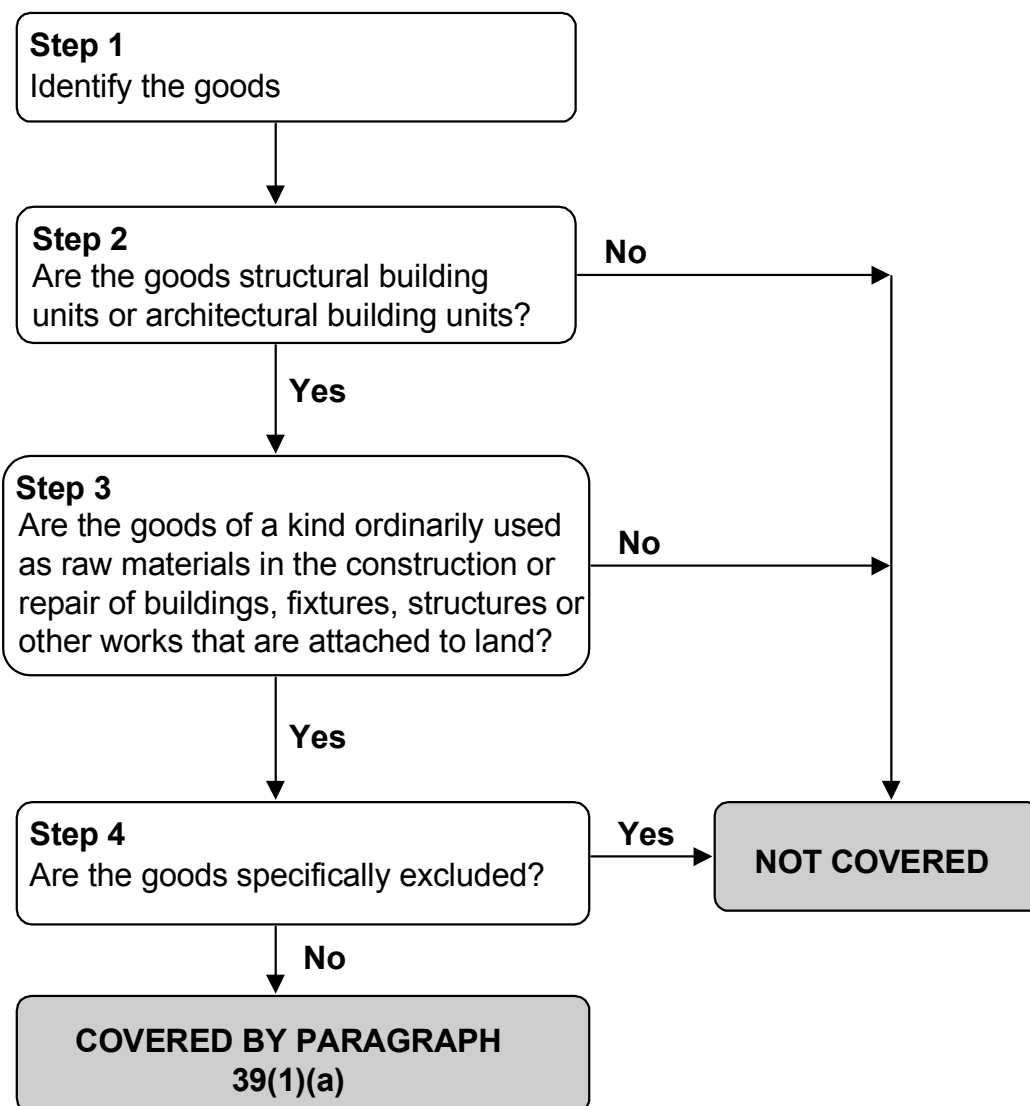 Step 1
Identify the goods
Step 2
Are the goods structural building
units or architectural building units?
No
Yes
Step 3
Are the goods of a kind ordinarily used
as raw materials in the construction or
repair of buildings, fixtures, structures or
other works that are attached to land?
No
Yes
Step 4
Are the goods specifically excluded?
Yes
NOT COVERED
No
COVERED BY PARAGRAPH
39(1)(a)